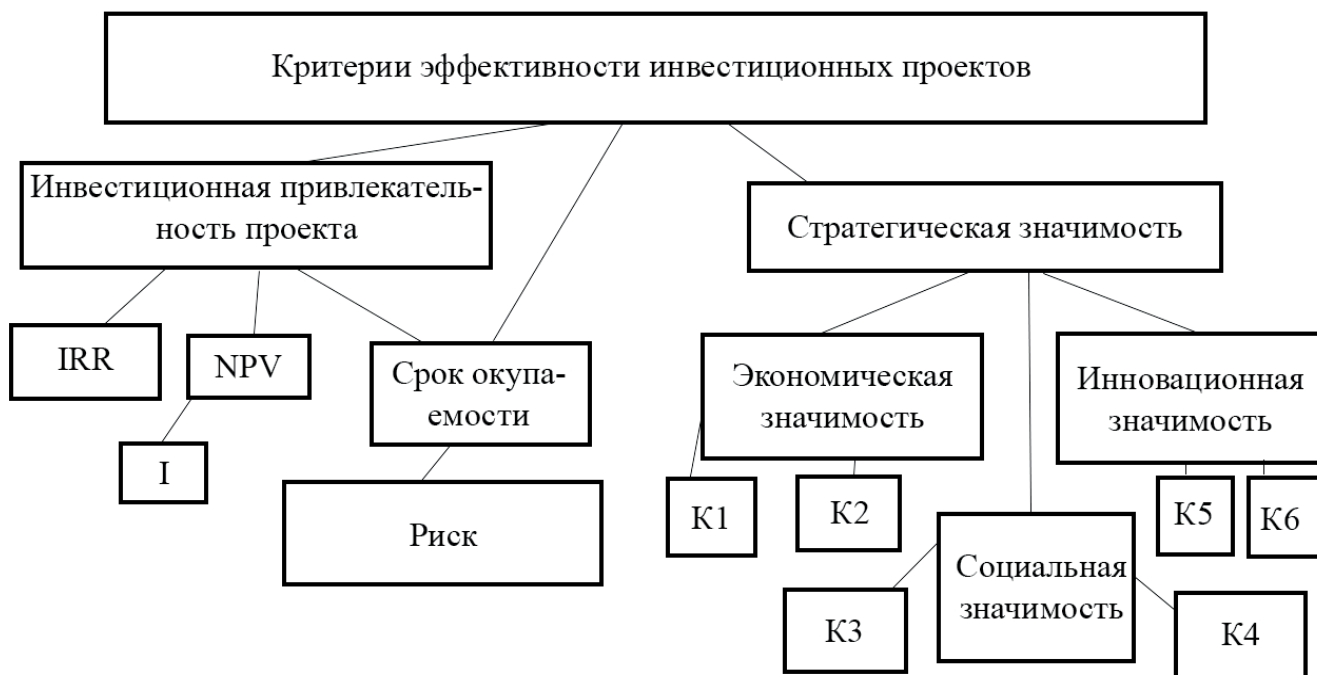 Критерии эффективности инвестиционных проектов
Инвестиционная привлекатель-
ность проекта
Стратегическая значимость
IRR
NPV
Срок окупа-
емости
I
Риск
Экономическая
значимость
Инновационная
значимость
К1
К2
К5
К6
Социальная
значимость
К3
К4